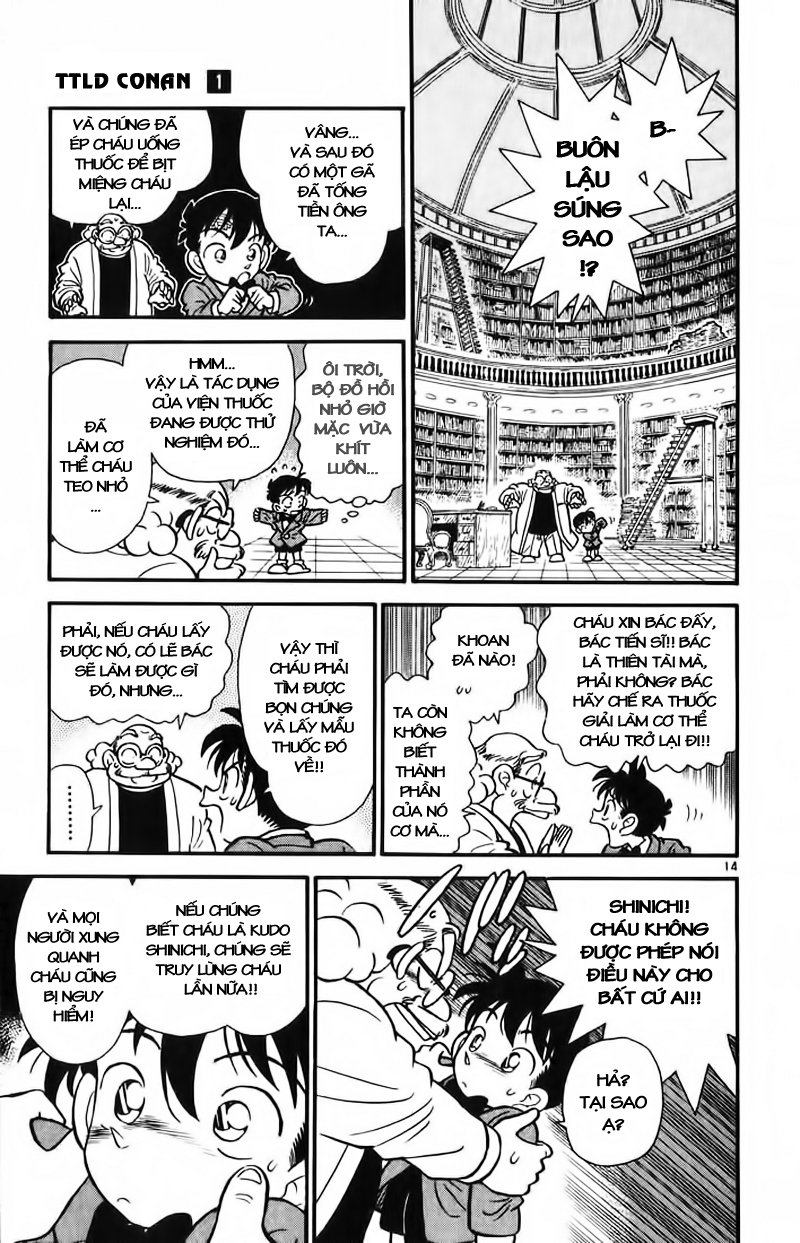 TTLD CONAN 1
B-
BUÔN
LẬU
SÚNG
SAO
!?
VÂNG...
VÀ SAU ĐÓ
CÓ MỘT GÃ
ĐÃ TỐNG
TIỀN ÔNG
TA...
VÀ CHÚNG ĐÃ
ÉP CHÁU UỐNG
THUỐC ĐỂ BỊT
MIỆNG CHÁU
LẠI...
ÔI TRỜI,
BỘ ĐỒ HỒI
NHỎ GIỜ
MẶC VỪA
KHÍT
LUÔN...
HMM...
VẬY LÀ TÁC DỤNG
CỦA VIỆN THUỐC
ĐANG ĐƯỢC THỬ
NGHIỆM ĐÓ...
ĐÃ
LÀM CƠ
THỂ CHÁU
TEO NHỎ
...
CHÁU XIN BÁC ĐẤY,
BÁC TIẾN SĨ!! BÁC
LÀ THIÊN TÀI MÀ,
PHẢI KHÔNG? BÁC
HÃY CHẾ RA THUỐC
GIẢI LÀM CƠ THỂ
CHÁU TRỞ LẠI ĐI!!
KHOAN
ĐÃ NÀO!
TA CÒN
KHÔNG
BIẾT
THÀNH
PHẦN
CỦA NÓ
CƠ MÀ...
VẬY THÌ
CHÁU PHẢI
TÌM ĐƯỢC
BỌN CHÚNG
VÀ LẤY MẪU
THUỐC ĐÓ
VỀ!!
PHẢI, NẾU CHÁU LẤY
ĐƯỢC NÓ, CÓ LẼ BÁC
SẼ LÀM ĐƯỢC GÌ
ĐÓ, NHƯNG...
........
14
SHINICHI!
CHÁU KHÔNG
ĐƯỢC PHÉP NÓI
ĐIỀU NÀY CHO
BẤT CỨ AI!!
HẢ?
TẠI SAO
Ạ?
NẾU CHÚNG
BIẾT CHÁU LÀ KUDO
SHINICHI, CHÚNG SẼ
TRUY LÙNG CHÁU
LẦN NỮA!!
VÀ MỌI
NGƯỜI XUNG
QUANH
CHÁU CŨNG
BỊ NGUY
HIỂM!